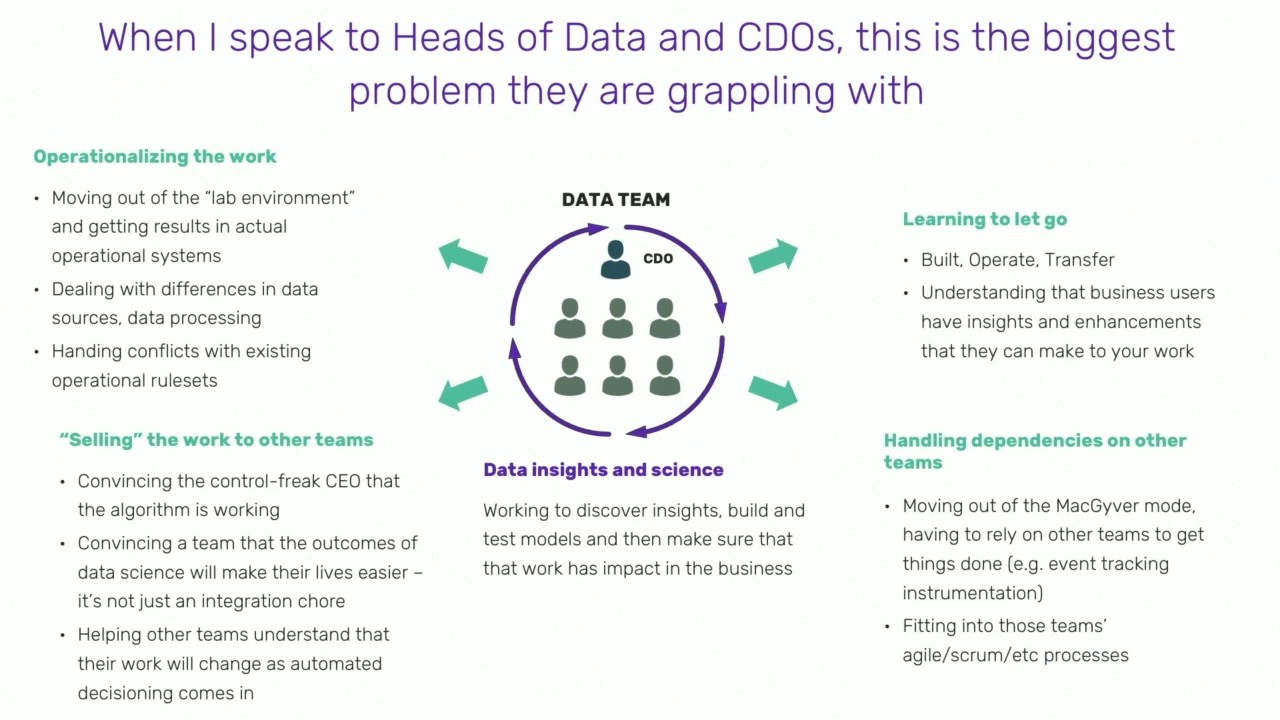 When I speak to Heads of Data and CDOs, this is the biggest
problem they are grappling with
Operationalizing the work
• Moving out of the “lab environment”
and getting results in actual
operational systems
• Dealing with differences in data
sources, data processing
• Handing conflicts with existing
operational rulesets
“Selling” the work to other teams
• Convincing the control-freak CEO that
the algorithm is working
• Convincing a team that the outcomes of
data science will make their lives easier –
it’s not just an integration chore
• Helping other teams understand that
their work will change as automated
decisioning comes in
DATA TEAM
CDO
Data insights and science
Working to discover insights, build and
test models and then make sure that
that work has impact in the business
Learning to let go
• Built, Operate, Transfer
• Understanding that business users
have insights and enhancements
that they can make to your work
Handling dependencies on other
teams
• Moving out of the MacGyver mode,
having to rely on other teams to get
things done (e.g. event tracking
instrumentation)
• Fitting into those teams’
agile/scrum/etc processes